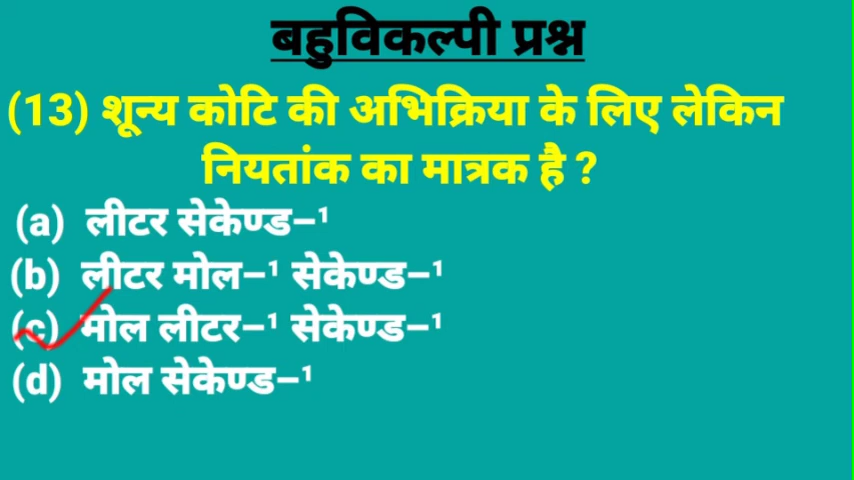 बहुविकल्पी प्रश्न
(13) शून्य कोटि की अभिक्रिया के लिए लेकिन
नियतांक का मात्रक है ?
(a) लीटर सेकेण्ड–¹
(b) लीटर मोल–¹ सेकेण्ड–¹
(c) मोल लीटर–¹ सेकेण्ड–¹
(d) मोल सेकेण्ड–¹